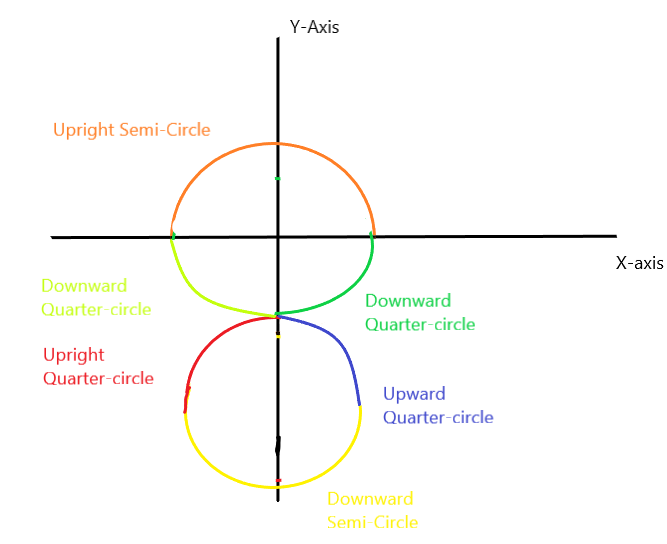 Y-Axis
Upright Semi-Circle
X-axis
Downward
Quarter-circle
Downward
Quarter-circle
Upright
Quarter-circle
Upward
Quarter-circle
Downward
Semi-Circle